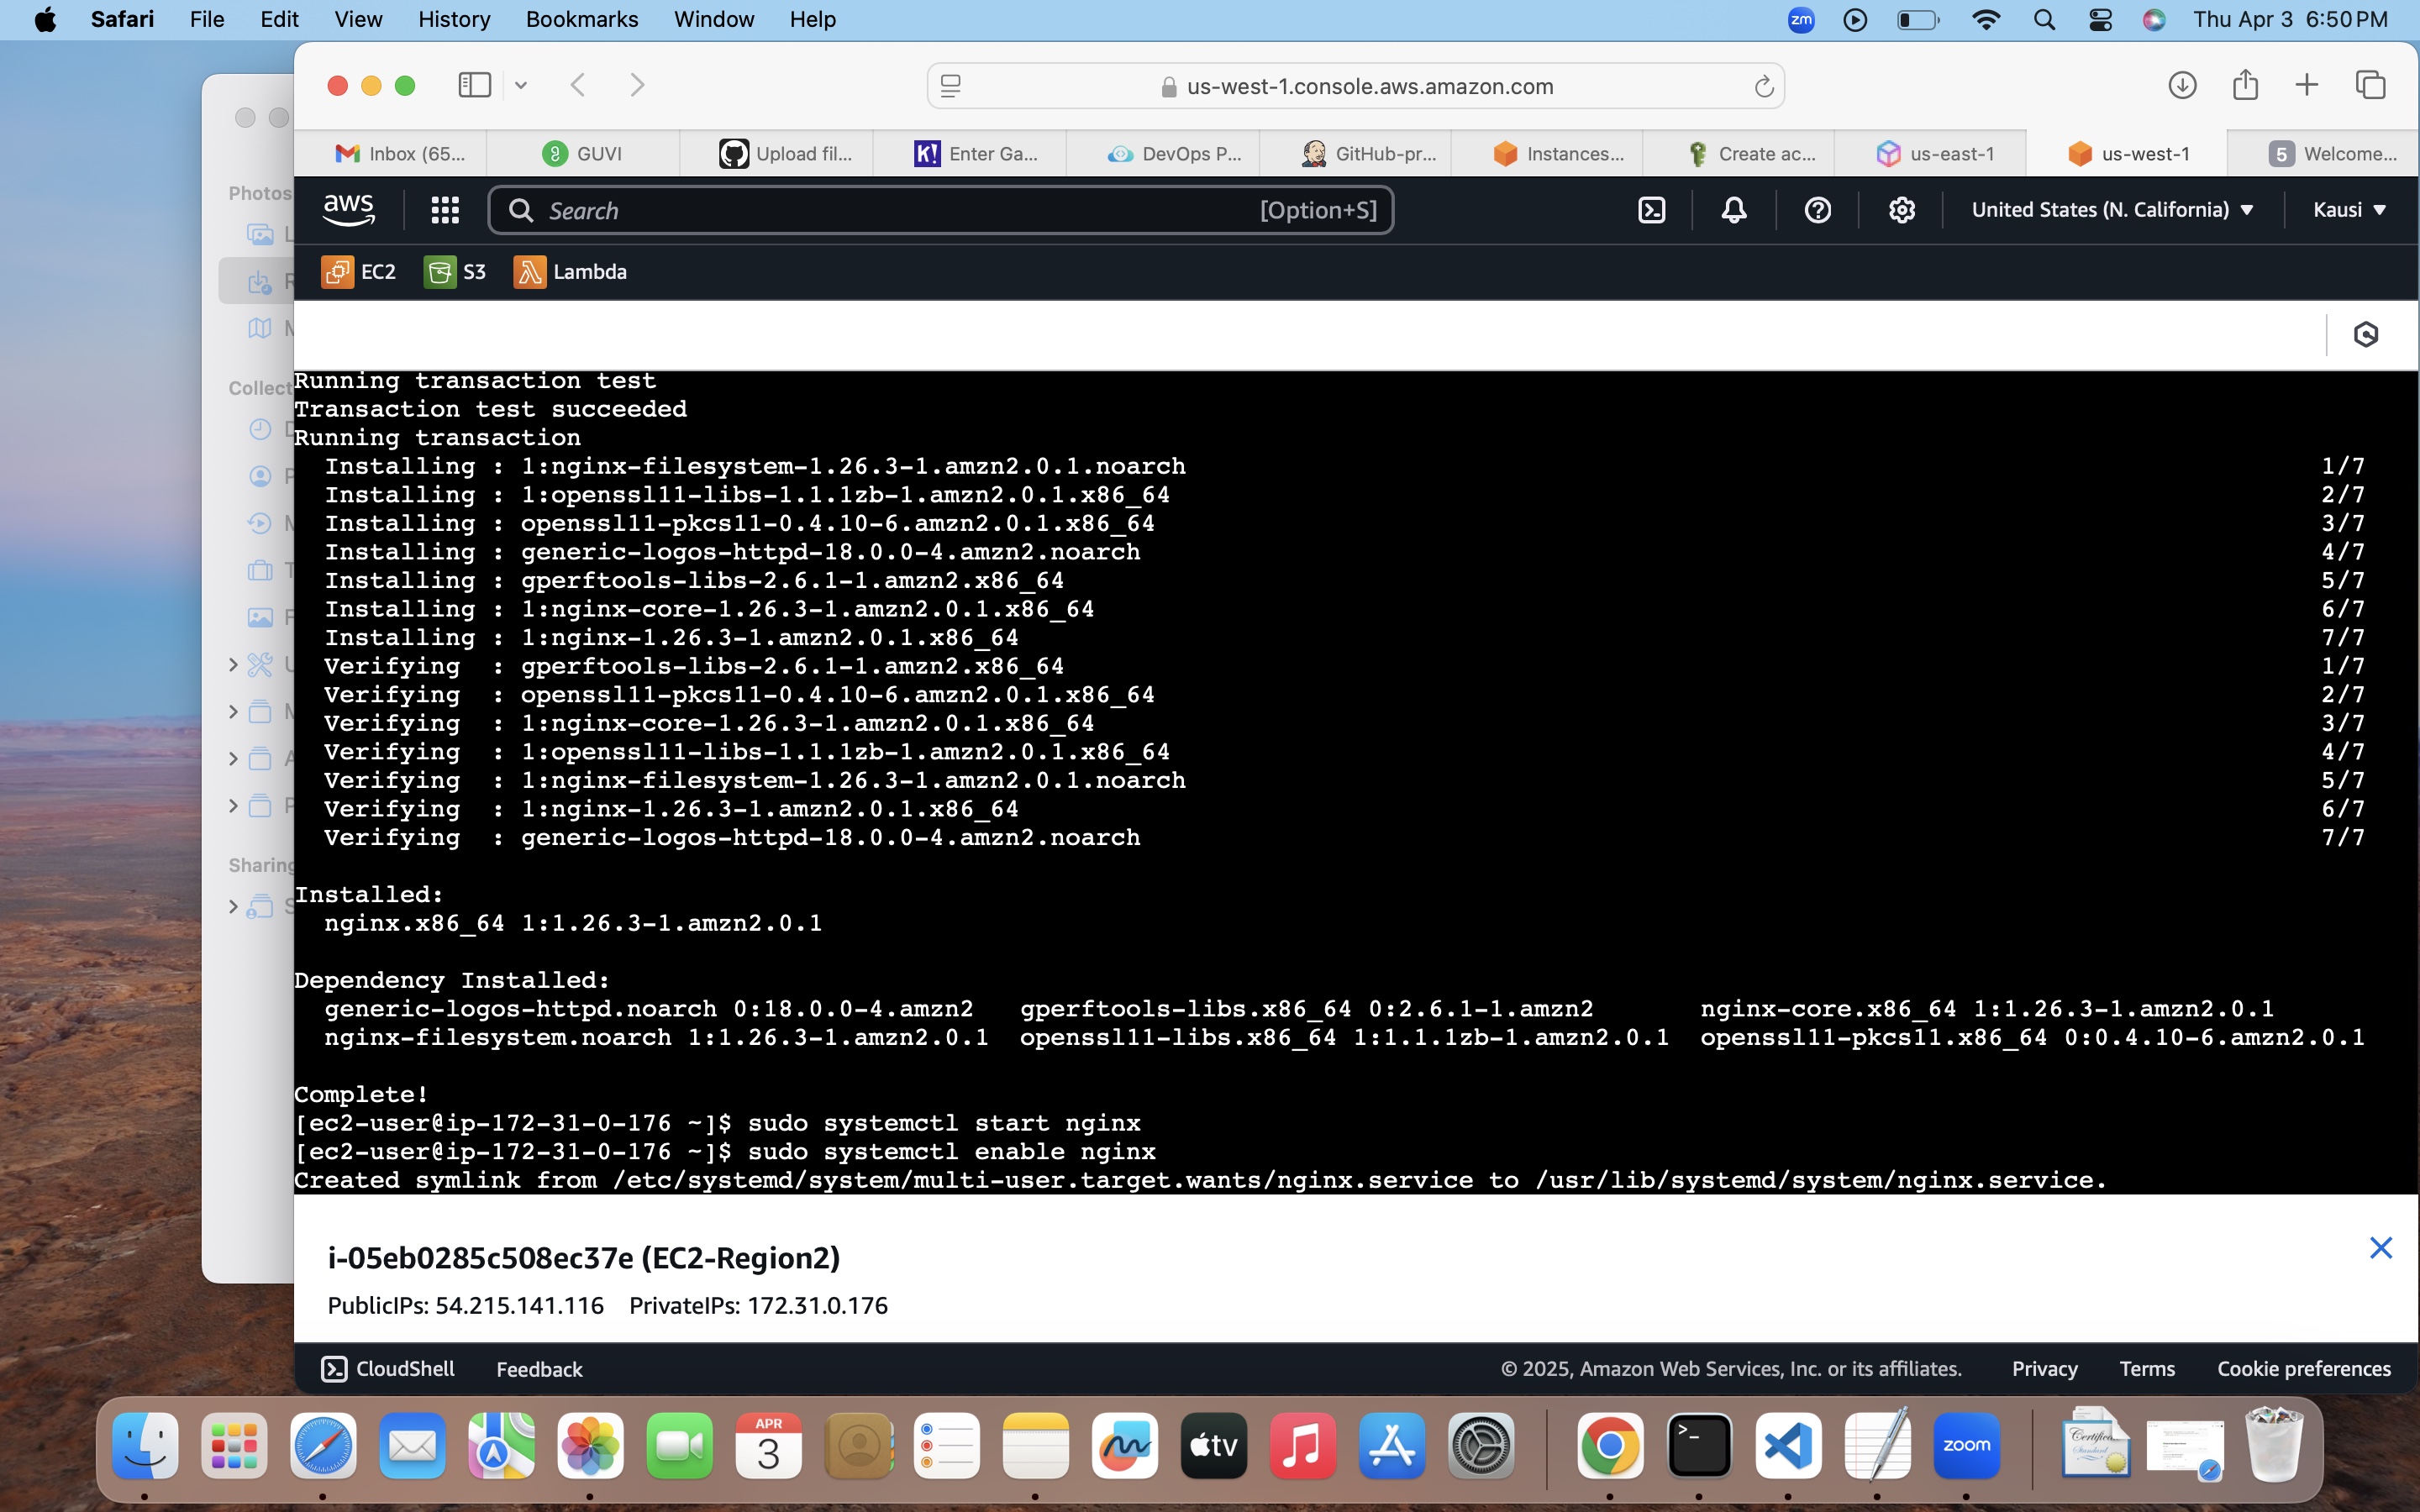 Safari File Edit View History Bookmarks Window Help
zm
Thu Apr 3 6:50 PM
us-west-1.console.aws.amazon.com
Inbox (65...
GUVI
Upload fil...
K! Enter Ga...
DevOps P...
GitHub-pr...
Instances...
Create ac...
us-east-1
us-west-1
5 Welcome...
aws
Search
[Option+S]
United States (N. California)
Kausi
EC2
S3
Lambda
Photos
Collect
Sharing
Running transaction test
Transaction test succeeded
Running transaction
Installing : 1:nginx-filesystem-1.26.3-1.amzn2.0.1.noarch 1/7
Installing : 1:openssl11-libs-1.1.1zb-1.amzn2.0.1.x86_64 2/7
Installing : openssl11-pkcs11-0.4.10-6.amzn2.0.1.x86_64 3/7
Installing : generic-logos-httpd-18.0.0-4.amzn2.noarch 4/7
Installing : gperftools-libs-2.6.1-1.amzn2.x86_64 5/7
Installing : 1:nginx-core-1.26.3-1.amzn2.0.1.x86_64 6/7
Installing : 1:nginx-1.26.3-1.amzn2.0.1.x86_64 7/7
Verifying : gperftools-libs-2.6.1-1.amzn2.x86_64 1/7
Verifying : openssl11-pkcs11-0.4.10-6.amzn2.0.1.x86_64 2/7
Verifying : 1:nginx-core-1.26.3-1.amzn2.0.1.x86_64 3/7
Verifying : 1:openssl11-libs-1.1.1zb-1.amzn2.0.1.x86_64 4/7
Verifying : 1:nginx-filesystem-1.26.3-1.amzn2.0.1.noarch 5/7
Verifying : 1:nginx-1.26.3-1.amzn2.0.1.x86_64 6/7
Verifying : generic-logos-httpd-18.0.0-4.amzn2.noarch 7/7
Installed:
nginx.x86_64 1:1.26.3-1.amzn2.0.1
Dependency Installed:
generic-logos-httpd.noarch 0:18.0.0-4.amzn2 gperftools-libs.x86_64 0:2.6.1-1.amzn2 nginx-core.x86_64 1:1.26.3-1.amzn2.0.1
nginx-filesystem.noarch 1:1.26.3-1.amzn2.0.1 openssl11-libs.x86_64 1:1.1.1zb-1.amzn2.0.1 openssl11-pkcs11.x86_64 0:0.4.10-6.amzn2.0.1
Complete!
[ec2-user@ip-172-31-0-176 ~]$ sudo systemctl start nginx
[ec2-user@ip-172-31-0-176 ~]$ sudo systemctl enable nginx
Created symlink from /etc/systemd/system/multi-user.target.wants/nginx.service to /usr/lib/systemd/system/nginx.service.
i-05eb0285c508ec37e (EC2-Region2)
PublicIPs: 54.215.141.116 PrivateIPs: 172.31.0.176
CloudShell Feedback
© 2025, Amazon Web Services, Inc. or its affiliates. Privacy Terms Cookie preferences
APR
3
tv
>_
zoom